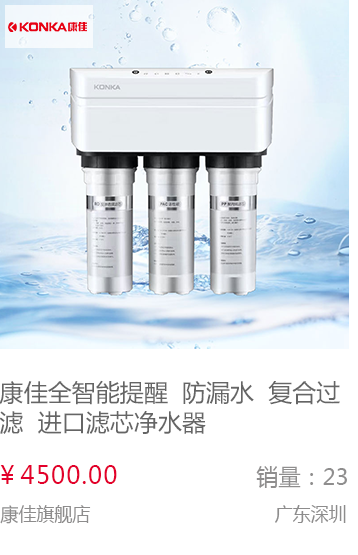 KONKA康佳
KONKA
康佳全智能提醒 防漏水 复合过
滤 进口滤芯净水器
¥4500.00
销量：23
康佳旗舰店
广东深圳